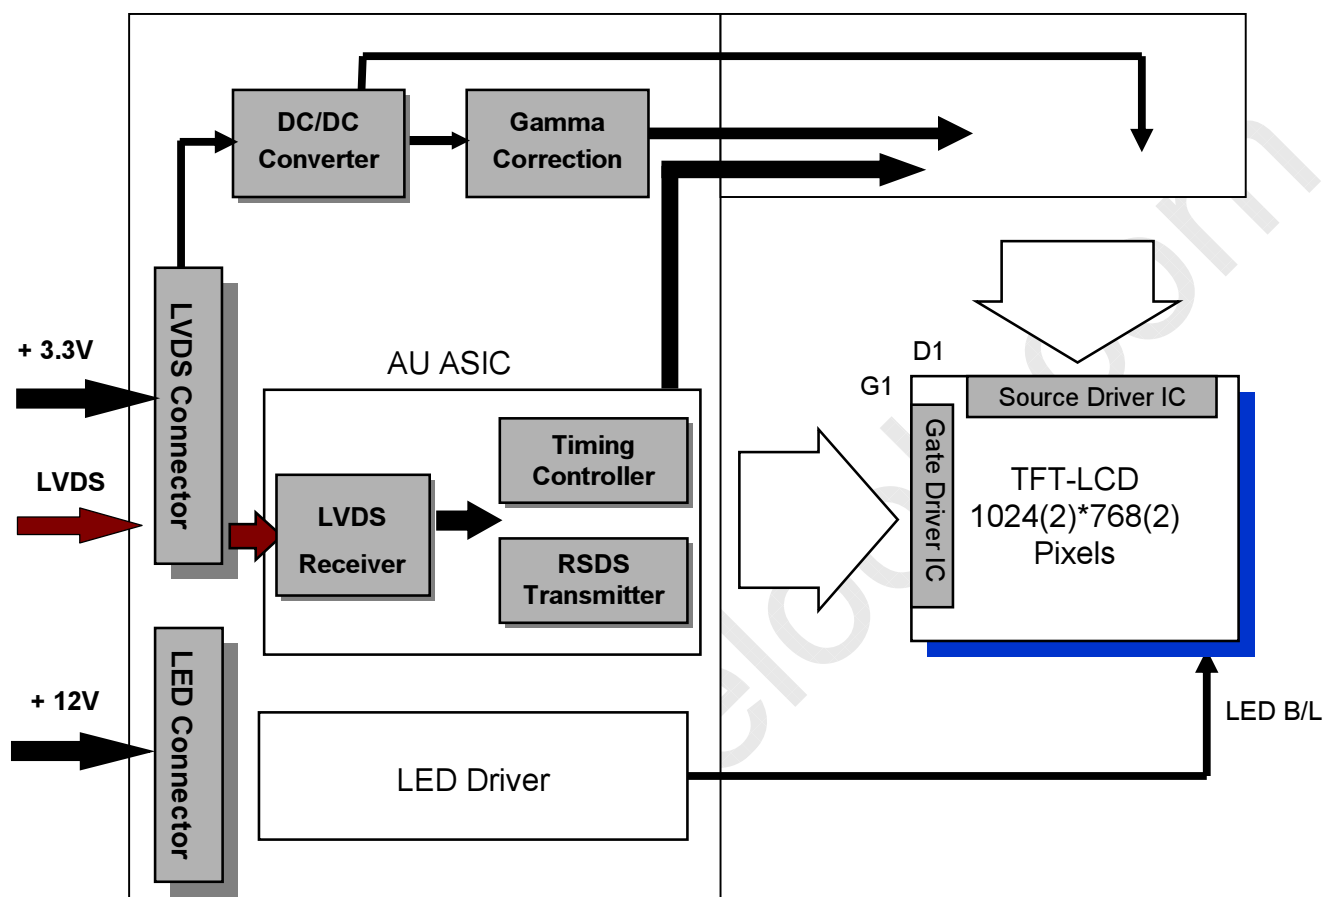 DC/DC
Converter
Gamma
Correction
LVDS Connector
+ 3.3V
LVDS
AU ASIC
Timing
Controller
LVDS
Receiver
RSDS
Transmitter
D1
G1
Source Driver IC
Gate Driver IC
TFT-LCD
1024(2)*768(2)
Pixels
LED Connector
+ 12V
LED Driver
LED B/L